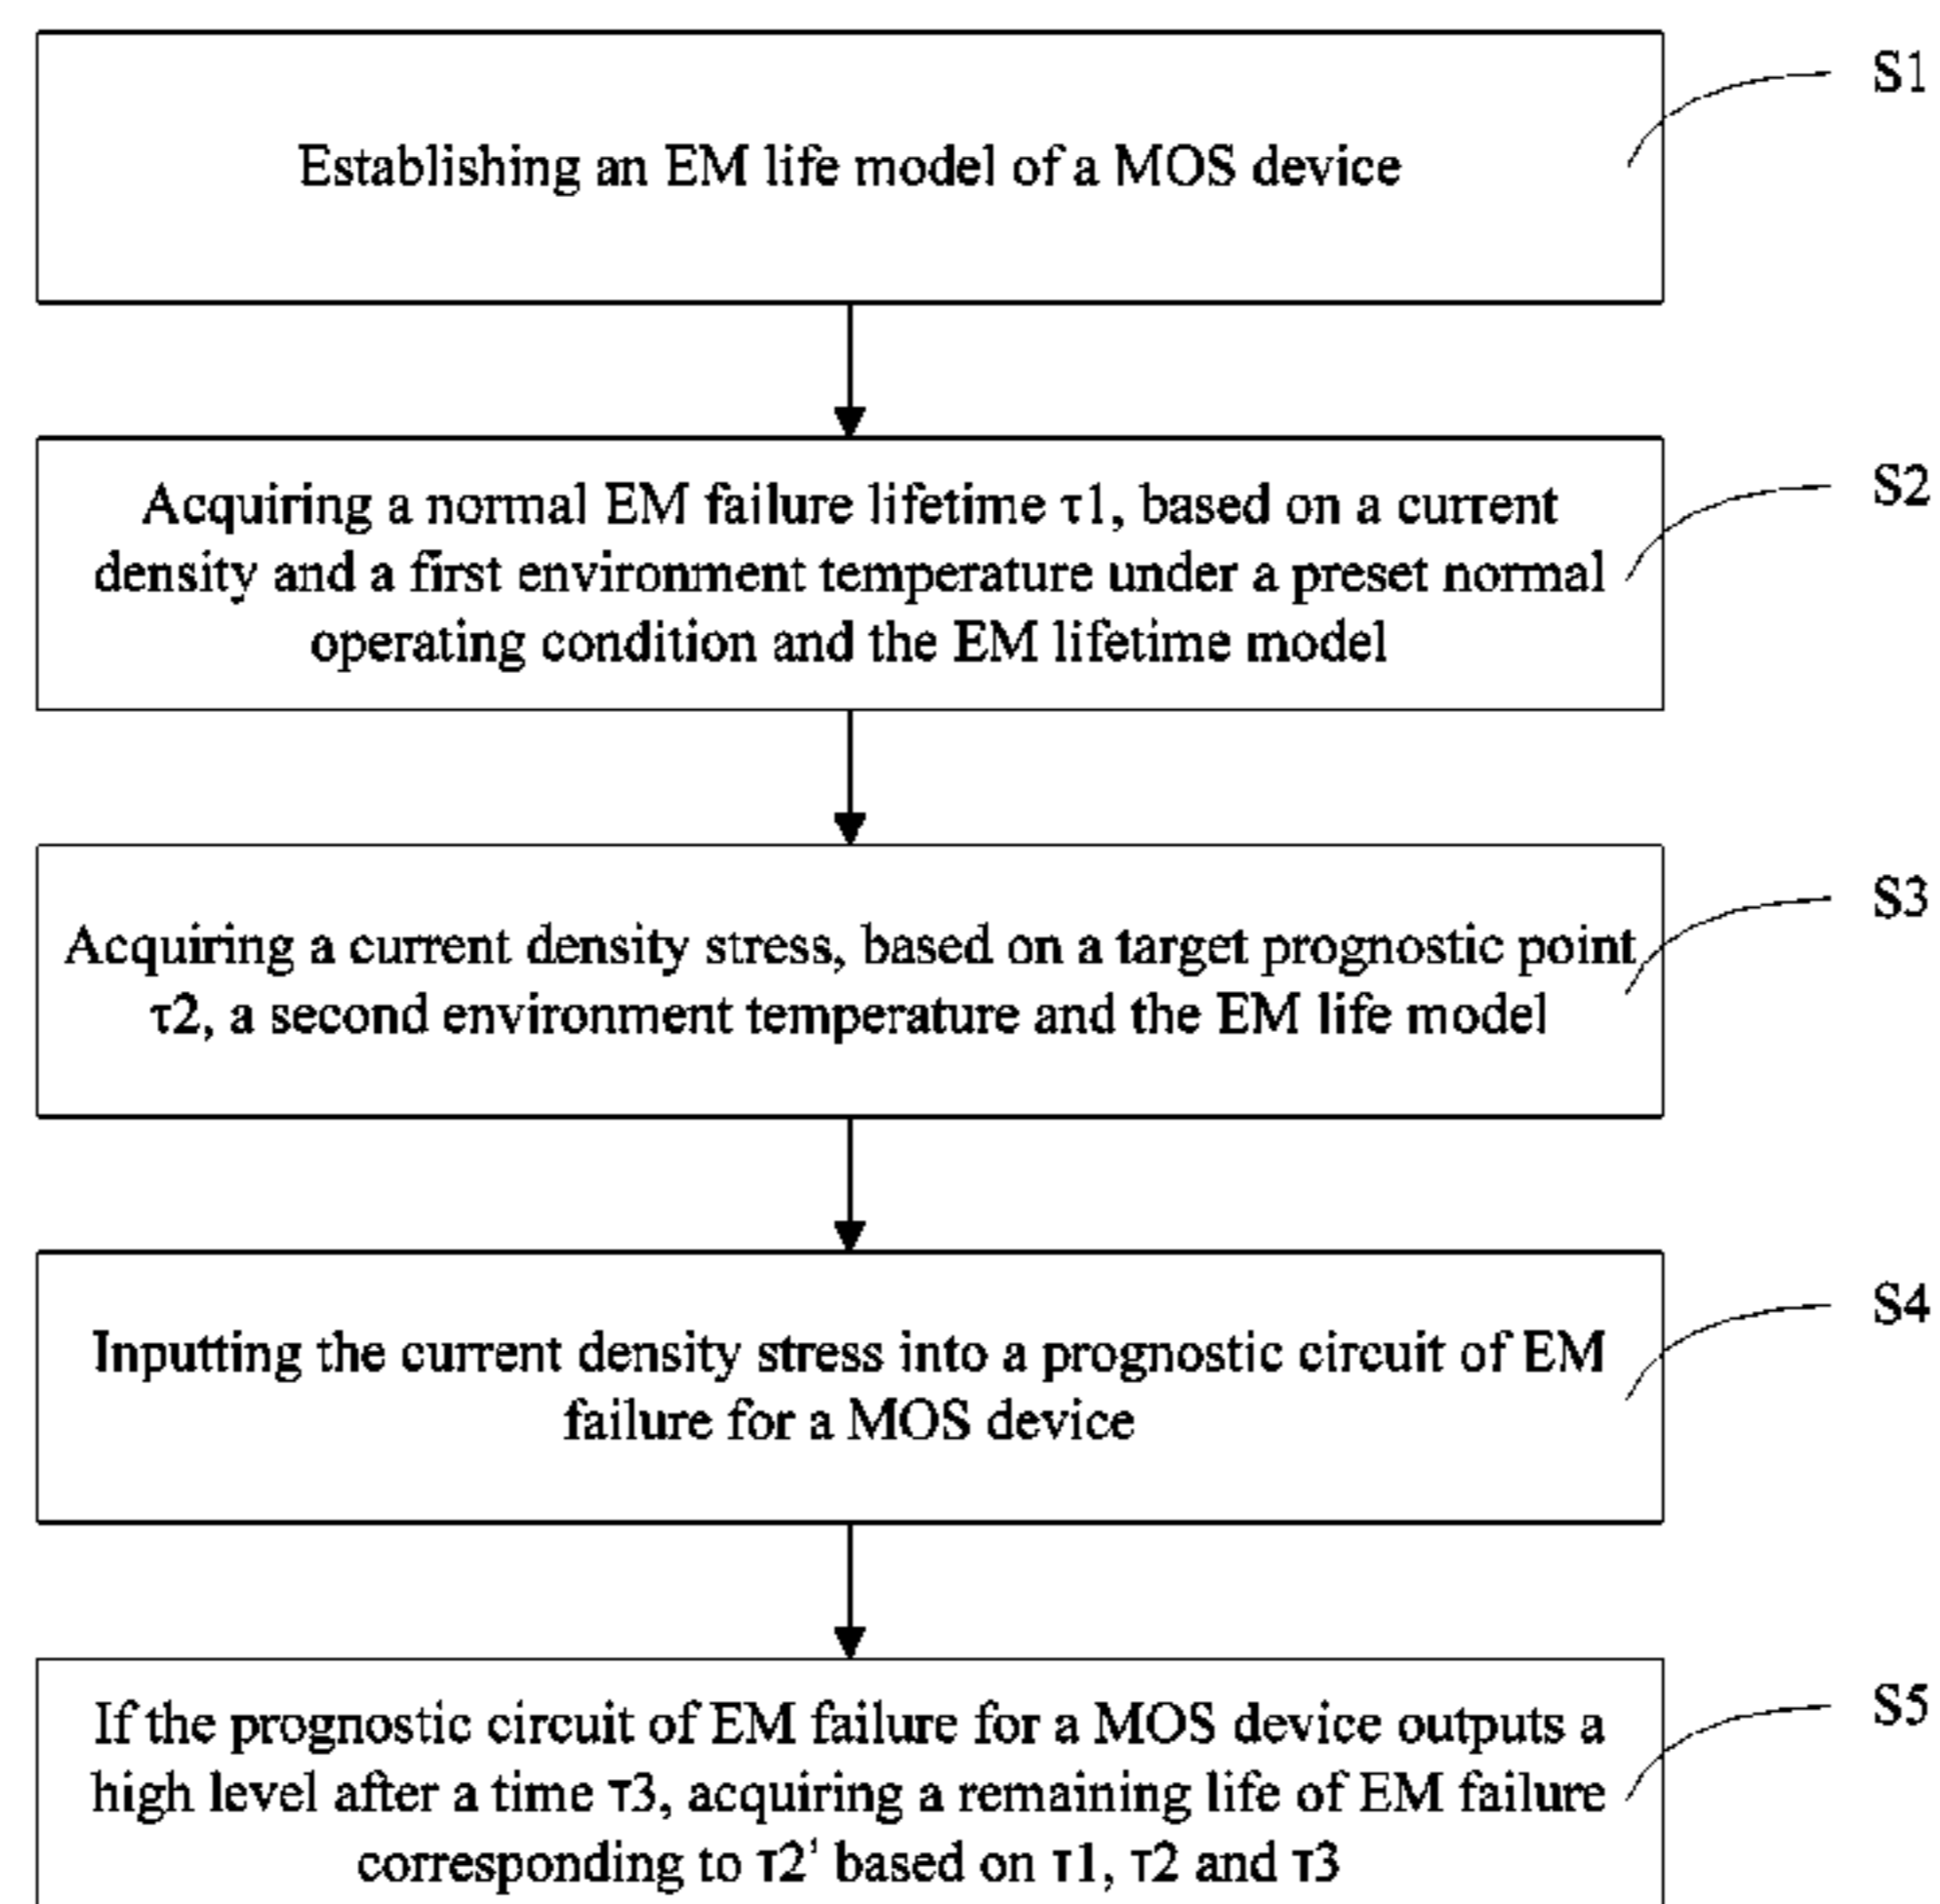 S1
Establishing an EM life model of a MOS device
S2
Acquiring a normal EM failure lifetime τ1, based on a current
density and a first environment temperature under a preset normal
operating condition and the EM lifetime model
S3
Acquiring a current density stress, based on a target prognostic point
τ2, a second environment temperature and the EM life model
S4
Inputting the current density stress into a prognostic circuit of EM
failure for a MOS device
S5
If the prognostic circuit of EM failure for a MOS device outputs a
high level after a time τ3, acquiring a remaining life of EM failure
corresponding to τ2' based on τ1, τ2 and τ3